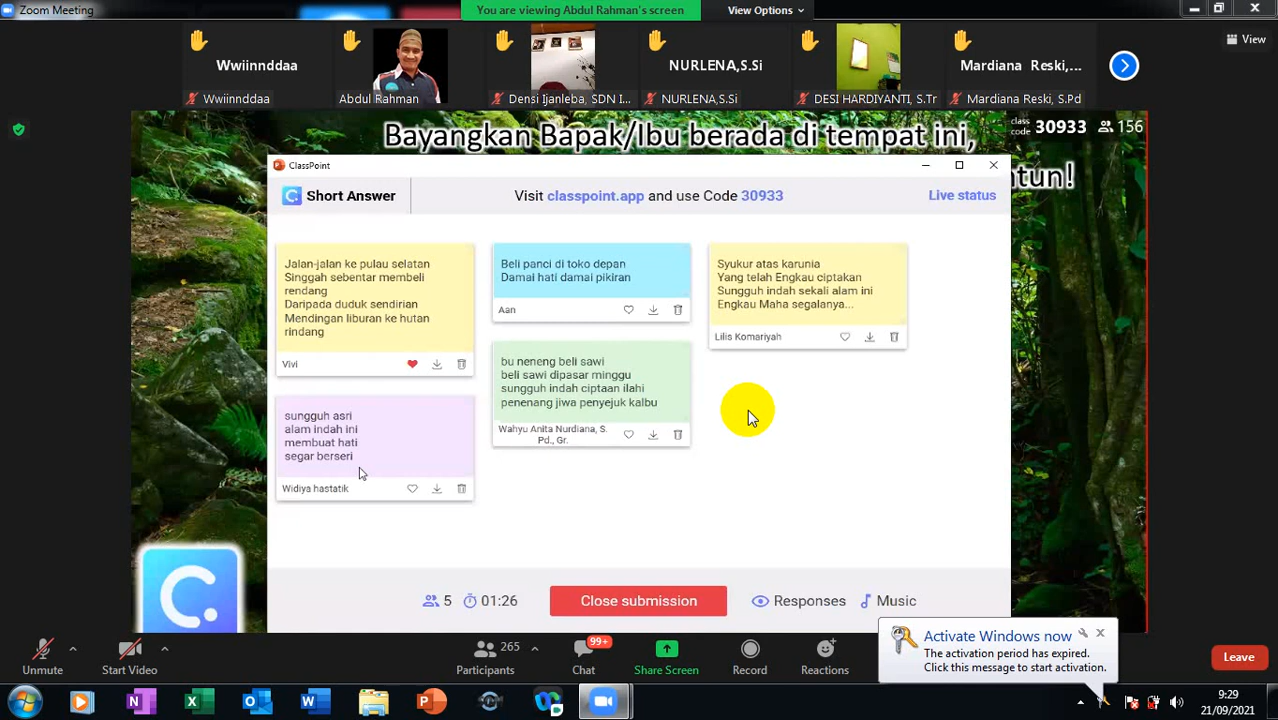 Zoom Meeting
You are viewing Abdul Rahman's screen
View Options
View
Wwiinnddaa
NURLENA,S.Si
Mardiana Reski,...
Wwiinnddaa
Abdul Rahman
Densi Ijanleba, SDN I...
NURLENA,S.Si
DESI HARDIYANTI, S.Tr
Mardiana Reski, S.Pd
Bayangkan Bapak/Ibu berada di tempat ini,
class code 30933
156
ntun!
ClassPoint
Short Answer
Visit classpoint.app and use Code 30933
Live status
Jalan-jalan ke pulau selatan
Singgah sebentar membeli
rendang
Daripada duduk sendirian
Mendingan liburan ke hutan
rindang
Vivi
sungguh asri
alam indah ini
membuat hati
segar berseri
Widiya hastatik
Beli panci di toko depan
Damai hati damai pikiran
Aan
bu neneng beli sawi
beli sawi dipasar minggu
sungguh indah ciptaan ilahi
penenang jiwa penyejuk kalbu
Wahyu Anita Nurdiana, S.
Pd., Gr.
Syukur atas karunia
Yang telah Engkau ciptakan
Sungguh indah sekali alam ini
Engkau Maha segalanya...
Lilis Komariyah
5
01:26
Close submission
Responses
Music
Activate Windows now
The activation period has expired.
Click this message to start activation.
Unmute
Start Video
265
Participants
99+
Chat
Share Screen
Record
Reactions
Leave
9:29
21/09/2021